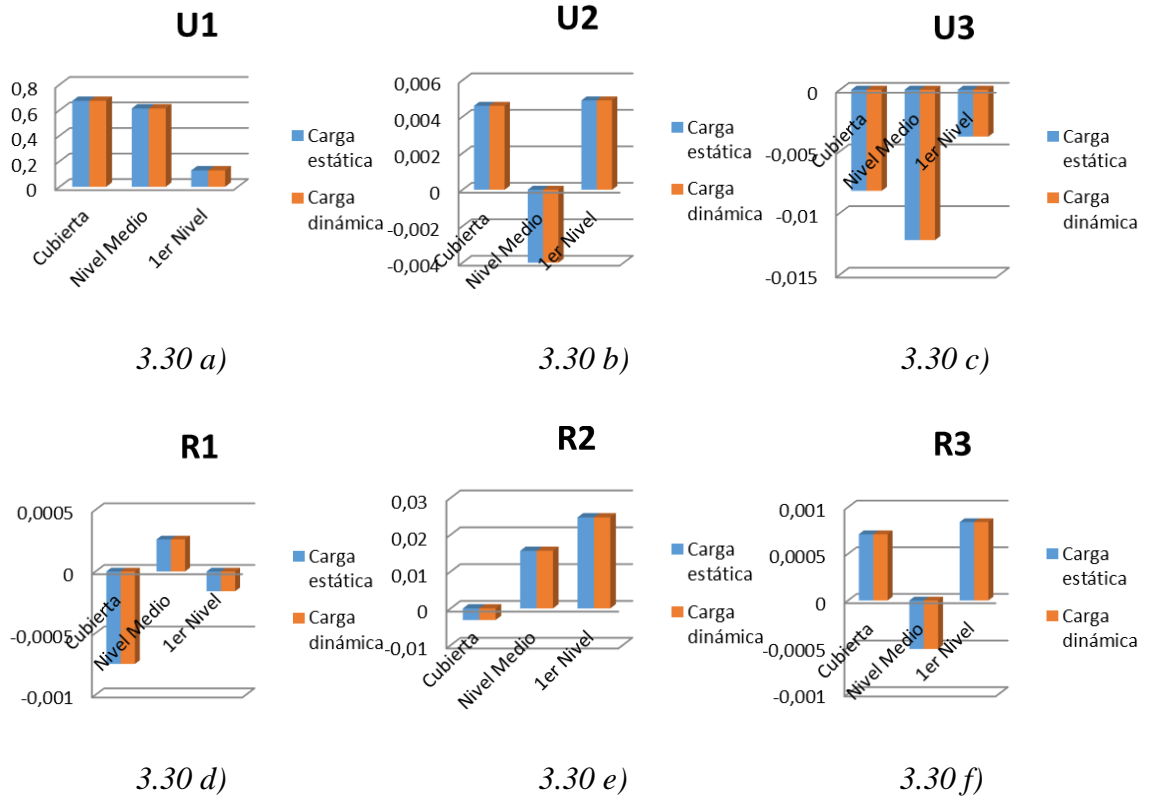 U1
0,8
0,6
0,4
0,2
0
Cubierta
Nivel Medio
1er Nivel
Carga
estática
Carga
dinámica
3.30 a)
U2
0,006
0,004
0,002
0
-0,002
-0,004
Cubierta
Nivel Medio
1er Nivel
Carga
estática
Carga
dinámica
3.30 b)
U3
0
-0,005
-0,01
-0,015
Cubierta
Nivel Medio
1er Nivel
Carga
estática
Carga
dinámica
3.30 c)
R1
0,0005
0
-0,0005
-0,001
Cubierta
Nivel Medio
1er Nivel
Carga
estática
Carga
dinámica
3.30 d)
R2
0,03
0,02
0,01
0
-0,01
Cubierta
Nivel Medio
1er Nivel
Carga
estática
Carga
dinámica
3.30 e)
R3
0,001
0,0005
0
-0,0005
-0,001
Cubierta
Nivel Medio
1er Nivel
Carga
estática
Carga
dinámica
3.30 f)